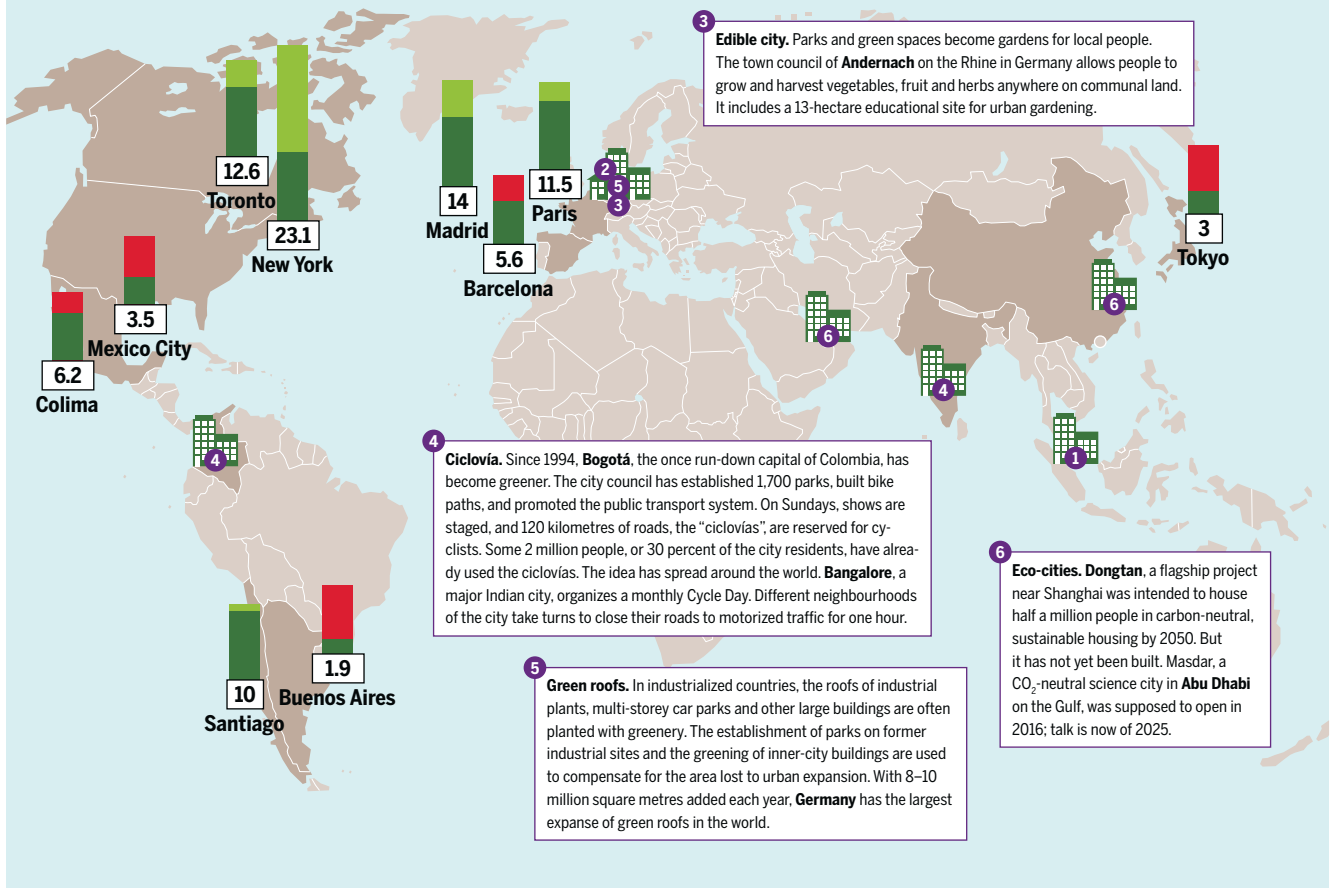 3
Edible city. Parks and green spaces become gardens for local people.
The town council of Andernach on the Rhine in Germany allows people to
grow and harvest vegetables, fruit and herbs anywhere on communal land.
It includes a 13-hectare educational site for urban gardening.
12.6
Toronto
23.1
New York
14
Madrid
11.5
Paris
5.6
Barcelona
2
5
3
3
Tokyo
3.5
Mexico City
6.2
Colima
6
6
4
1
4
4
Ciclovía. Since 1994, Bogotá, the once run-down capital of Colombia, has
become greener. The city council has established 1,700 parks, built bike
paths, and promoted the public transport system. On Sundays, shows are
staged, and 120 kilometres of roads, the “ciclovías”, are reserved for cy-
clists. Some 2 million people, or 30 percent of the city residents, have alrea-
dy used the ciclovías. The idea has spread around the world. Bangalore, a
major Indian city, organizes a monthly Cycle Day. Different neighbourhoods
of the city take turns to close their roads to motorized traffic for one hour.
6
Eco-cities. Dongtan, a flagship project
near Shanghai was intended to house
half a million people in carbon-neutral,
sustainable housing by 2050. But
it has not yet been built. Masdar, a
CO₂-neutral science city in Abu Dhabi
on the Gulf, was supposed to open in
2016; talk is now of 2025.
10
Santiago
1.9
Buenos Aires
5
Green roofs. In industrialized countries, the roofs of industrial
plants, multi-storey car parks and other large buildings are often
planted with greenery. The establishment of parks on former
industrial sites and the greening of inner-city buildings are used
to compensate for the area lost to urban expansion. With 8–10
million square metres added each year, Germany has the largest
expanse of green roofs in the world.